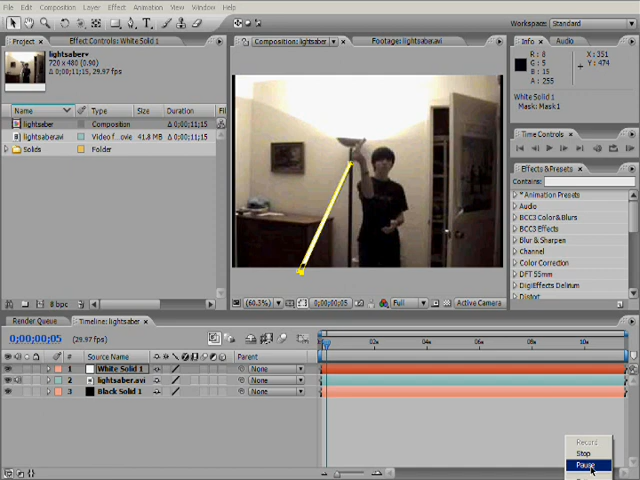 File Edit Composition Layer Effect Animation View Window Help
Workspace: Standard
Project × Effect Controls: White Solid 1
Composition: lightsaber
Footage: lightsaber.avi
Info × Audio
lightsaber▾
720 x 480 (0.90)
Δ 0;00;11;15, 29.97 fps
R : 8
G : 5
B : 15
A : 255
X : 351
Y : 474
White Solid 1
Mask: Mask 1
Name Type Size Duration
lightsaber Composition Δ 0;00;11;15
lightsaber.avi Video f...ovie 41.8 MB Δ 0;00;11;15
Solids Folder
8 bpc
Time Controls ×
Effects & Presets ×
Contains:
* Animation Presets
Audio
BCC3 Color & Blurs
BCC3 Effects
Blur & Sharpen
Channel
Color Correction
DFT 55mm
DigiEffects Delirium
Distort
(60.3%) 0;00;00;05 Full Active Camera
Render Queue Timeline: lightsaber ×
0;00;00;05 (29.97 fps)
# Source Name Parent
02s 04s 06s 08s 10s
1 White Solid 1 None
2 lightsaber.avi None
3 Black Solid 1 None
Record
Stop
Pause